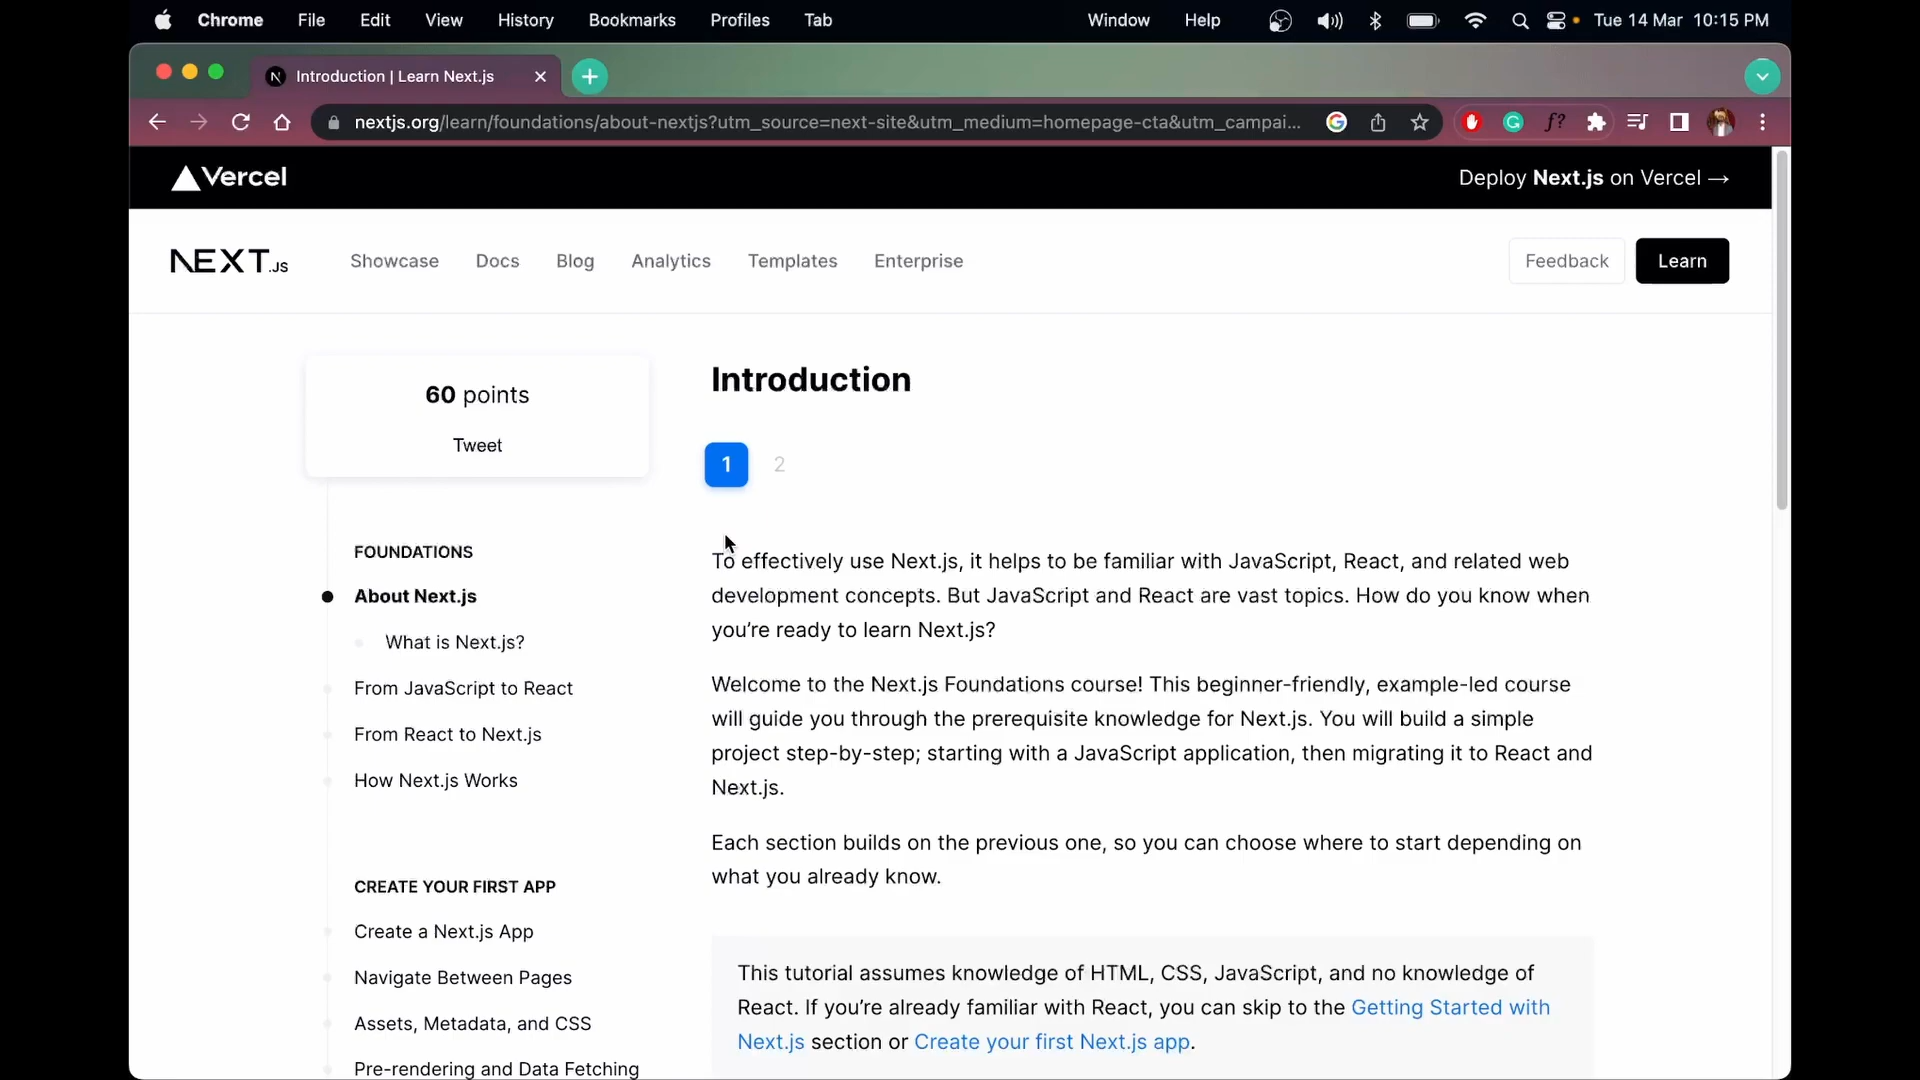 Chrome File Edit View History Bookmarks Profiles Tab Window Help Tue 14 Mar 10:15 PM
Introduction | Learn Next.js
nextjs.org/learn/foundations/about-nextjs?utm_source=next-site&utm_medium=homepage-cta&utm_campai...
Vercel
Deploy Next.js on Vercel →
NEXT.JS Showcase Docs Blog Analytics Templates Enterprise Feedback Learn
60 points
Tweet
FOUNDATIONS
About Next.js
What is Next.js?
From JavaScript to React
From React to Next.js
How Next.js Works
CREATE YOUR FIRST APP
Create a Next.js App
Navigate Between Pages
Assets, Metadata, and CSS
Pre-rendering and Data Fetching
Introduction
1 2
To effectively use Next.js, it helps to be familiar with JavaScript, React, and related web
development concepts. But JavaScript and React are vast topics. How do you know when
you’re ready to learn Next.js?
Welcome to the Next.js Foundations course! This beginner-friendly, example-led course
will guide you through the prerequisite knowledge for Next.js. You will build a simple
project step-by-step; starting with a JavaScript application, then migrating it to React and
Next.js.
Each section builds on the previous one, so you can choose where to start depending on
what you already know.
This tutorial assumes knowledge of HTML, CSS, JavaScript, and no knowledge of
React. If you’re already familiar with React, you can skip to the Getting Started with
Next.js section or Create your first Next.js app.